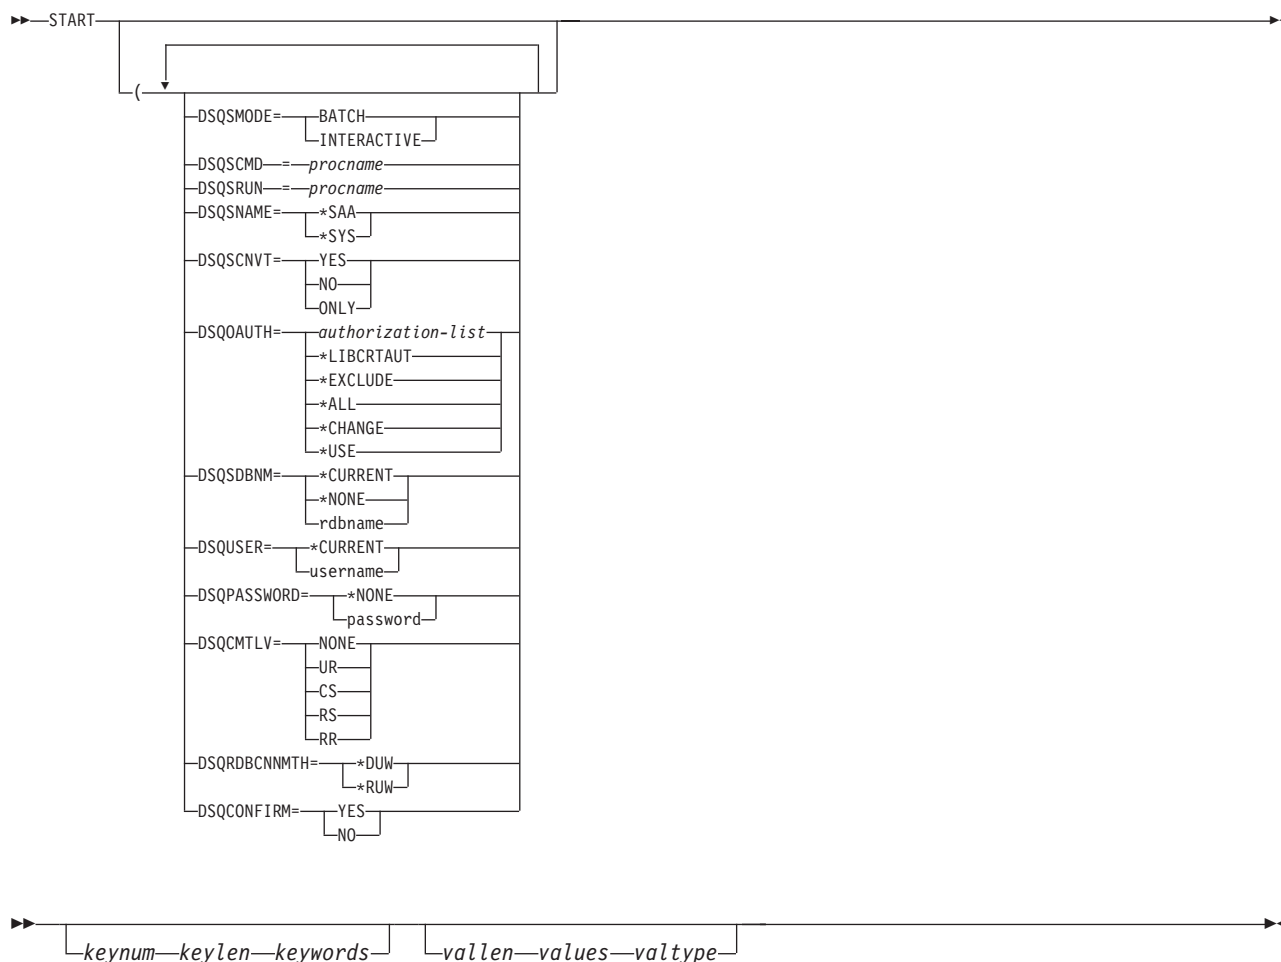 START
(
DSQSMODE= BATCH
INTERACTIVE
DSQSCMD = procname
DSQSRUN = procname
DSQSNAME= *SAA
*SYS
DSQSCNVT= YES
NO
ONLY
DSQOAUTH= authorization-list
*LIBCRTAUT
*EXCLUDE
*ALL
*CHANGE
*USE
DSQSDBNM= *CURRENT
*NONE
rdbname
DSQUSER= *CURRENT
username
DSQPASSWORD= *NONE
password
DSQCMTLV= NONE
UR
CS
RS
RR
DSQRDBCNNMTH= *DUW
*RUW
DSQCONFIRM= YES
NO
keynum keylen keywords vallen values valtype